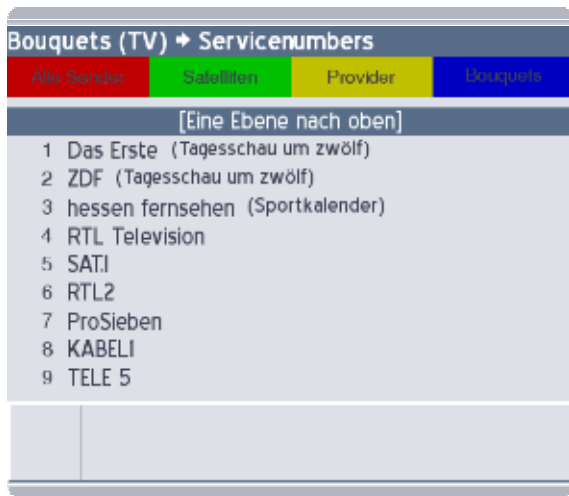 Bouquets (TV) ➜ Servicenumbers
Alle Sender Satelliten Provider Bouquets
[Eine Ebene nach oben]
1 Das Erste (Tagesschau um zwölf)
2 ZDF (Tagesschau um zwölf)
3 hessen fernsehen (Sportkalender)
4 RTL Television
5 SAT.1
6 RTL2
7 ProSieben
8 KABEL1
9 TELE 5